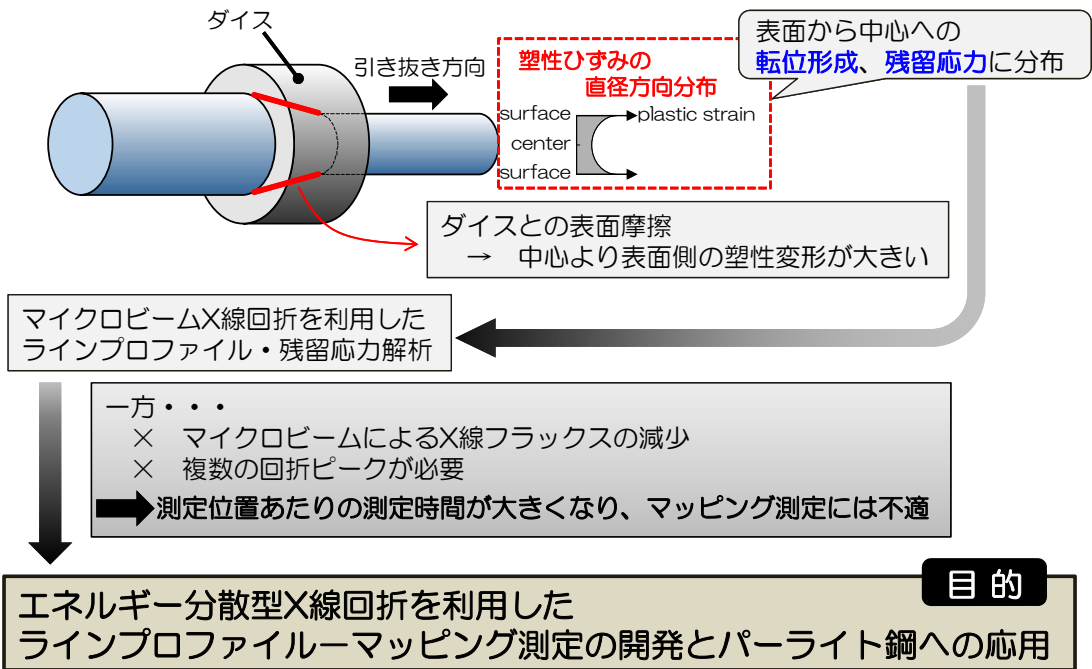 ダイス
引き抜き方向
塑性ひずみの
直径方向分布
surface
plastic strain
center
surface
表面から中心への
転位形成、残留応力に分布
ダイスとの表面摩擦
→ 中心より表面側の塑性変形が大きい
マイクロビームX線回折を利用した
ラインプロファイル・残留応力解析
一方・・・
× マイクロビームによるX線フラックスの減少
× 複数の回折ピークが必要
測定位置あたりの測定時間が大きくなり、マッピング測定には不適
目的
エネルギー分散型X線回折を利用した
ラインプロファイルーマッピング測定の開発とパーライト鋼への応用